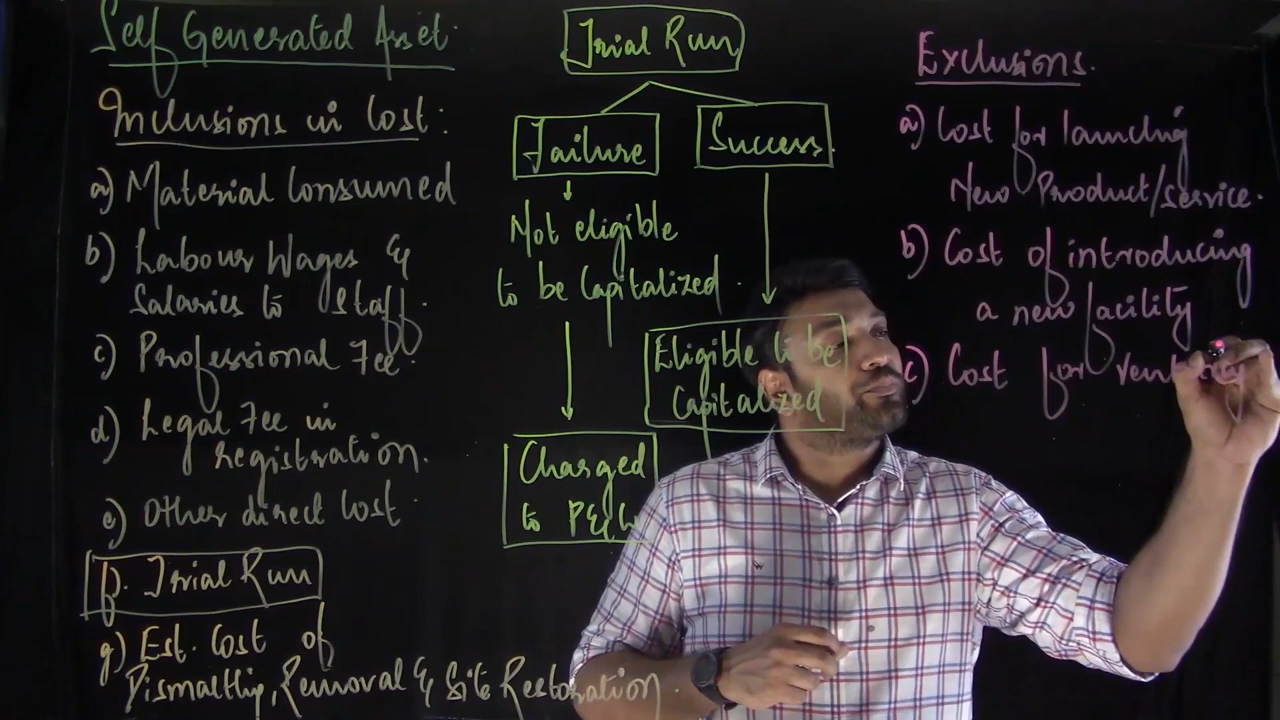 Self Generated Asset.
Inclusions in Cost:
a) Material Consumed
b) Labour Wages &
Salaries to Staff.
c) Professional Fee.
d) Legal Fee in
registration.
e) Other direct Cost
f. Trial Run
g) Est. Cost of
Dismatlig, Removal & Site Restoration.
Trial Run
Failure
Success.
Not eligible
to be Capitalized.
Eligible to be
Capitalized
Charged
to P&L
Exclusions.
a) Cost for
New Product/Service.
b) Cost of introducing
a new facility
c) Cost for